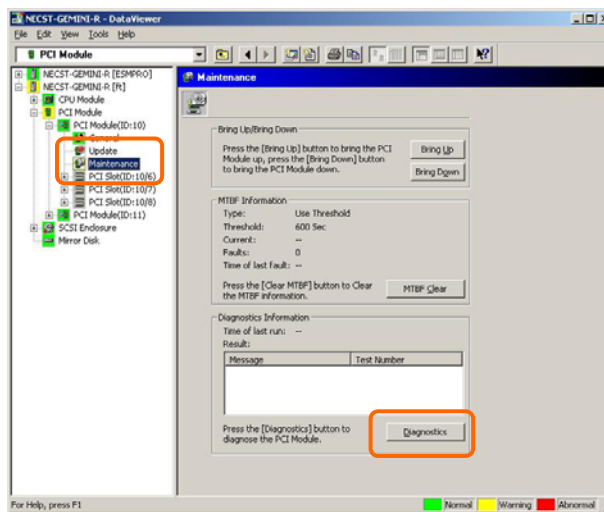 NECST-GEMINI-R - DataViewer
File Edit View Tools Help
PCI Module
NECST-GEMINI-R [ESMPRO]
NECST-GEMINI-R [ft]
CPU Module
PCI Module
PCI Module(ID:10)
General
Update
Maintenance
PCI Slot(ID:10/6)
PCI Slot(ID:10/7)
PCI Slot(ID:10/8)
PCI Module(ID:11)
SCSI Enclosure
Mirror Disk
Maintenance
Bring Up/Bring Down
Press the [Bring Up] button to bring the PCI
Module up, press the [Bring Down] button
to bring the PCI Module down.
Bring Up
Bring Down
MTBF Information
Type: Use Threshold
Threshold: 600 Sec
Current: --
Faults: 0
Time of last fault: --
Press the [Clear MTBF] button to Clear
the MTBF information.
MTBF Clear
Diagnostics Information
Time of last run: --
Result:
Message Test Number
Press the [Diagnostics] button to
diagnose the PCI Module.
Diagnostics
For Help, press F1
Normal Warning Abnormal